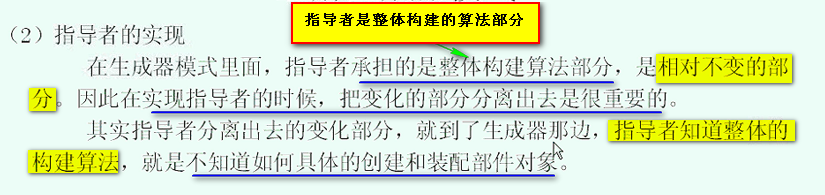 指导者是整体构建的算法部分
（2）指导者的实现
在生成器模式里面，指导者承担的是整体构建算法部分，是相对不变的部
分。因此在实现指导者的时候，把变化的部分分离出去是很重要的。
其实指导者分离出去的变化部分，就到了生成器那边，指导者知道整体的
构建算法，就是不知道如何具体的创建和装配部件对象。